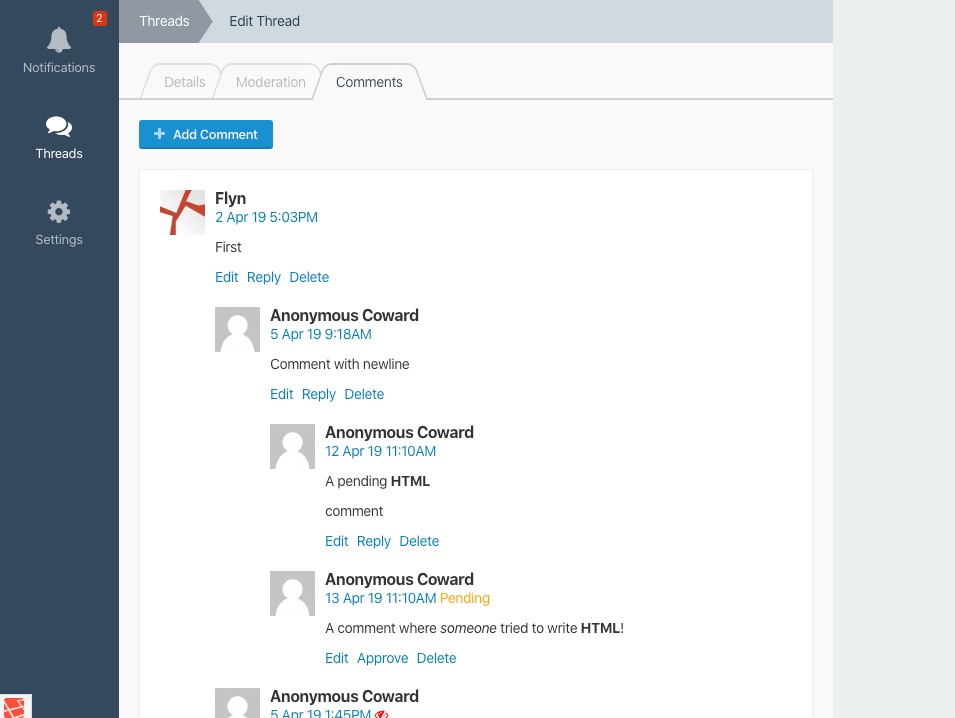 2
Notifications
Threads
Settings
Threads Edit Thread
Details Moderation Comments
+ Add Comment
Flyn
2 Apr 19 5:03PM
First
Edit Reply Delete
Anonymous Coward
5 Apr 19 9:18AM
Comment with newline
Edit Reply Delete
Anonymous Coward
12 Apr 19 11:10AM
A pending HTML
comment
Edit Reply Delete
Anonymous Coward
13 Apr 19 11:10AM Pending
A comment where someone tried to write HTML!
Edit Approve Delete
Anonymous Coward
5 Apr 19 1:45PM